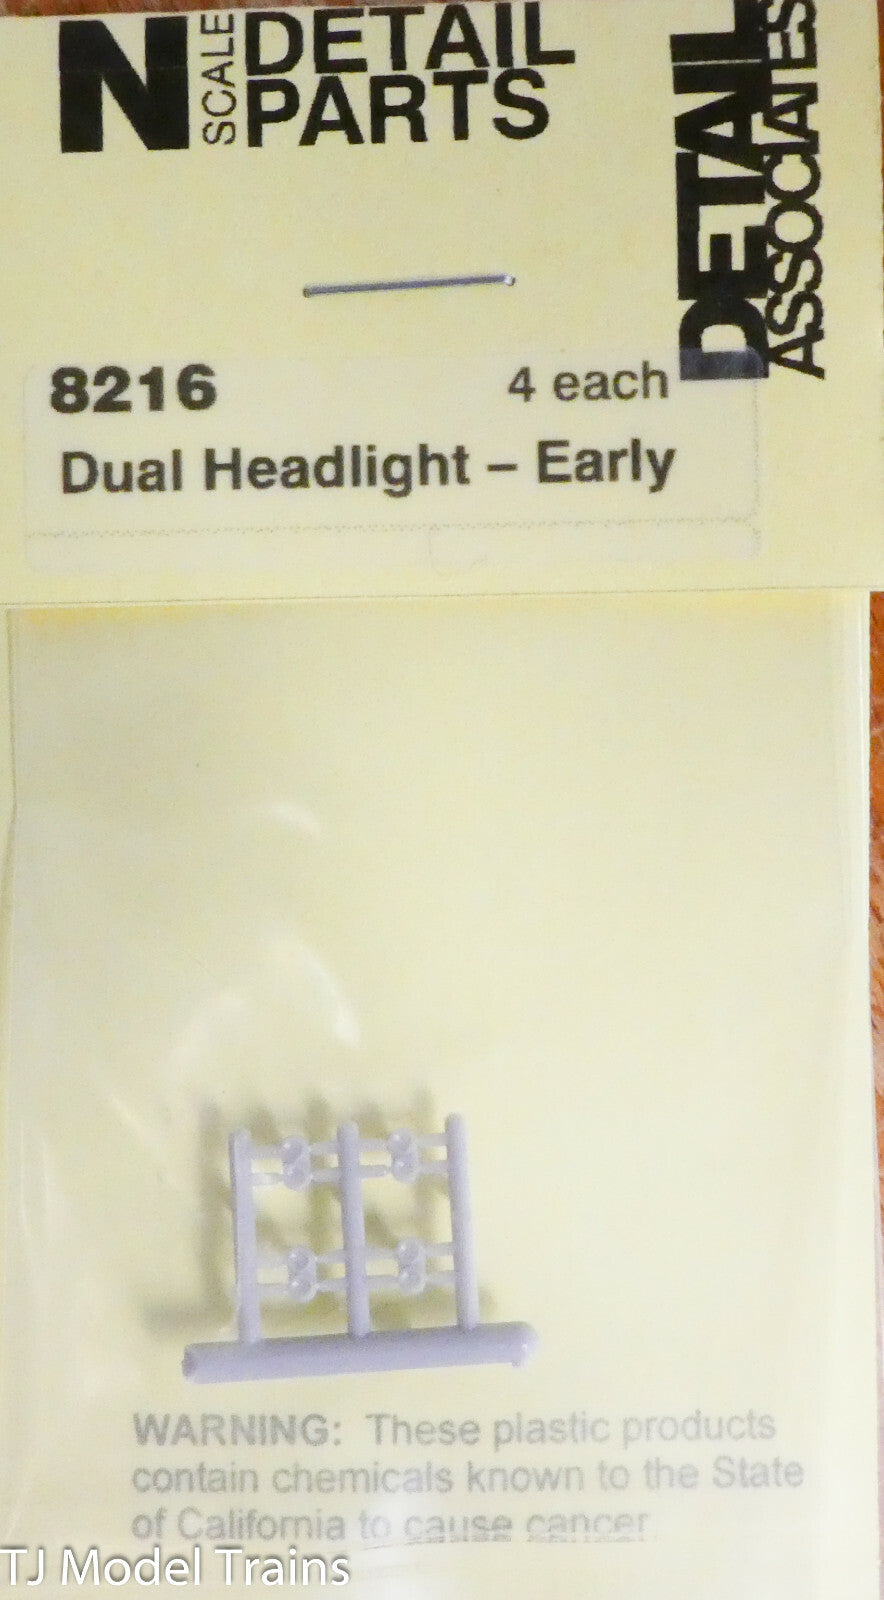 N SCALE DETAIL PARTS
DETAIL ASSOCIATES
8216 4 each
Dual Headlight – Early
WARNING: These plastic products
contain chemicals known to the State
of California to cause cancer
TJ Model Trains